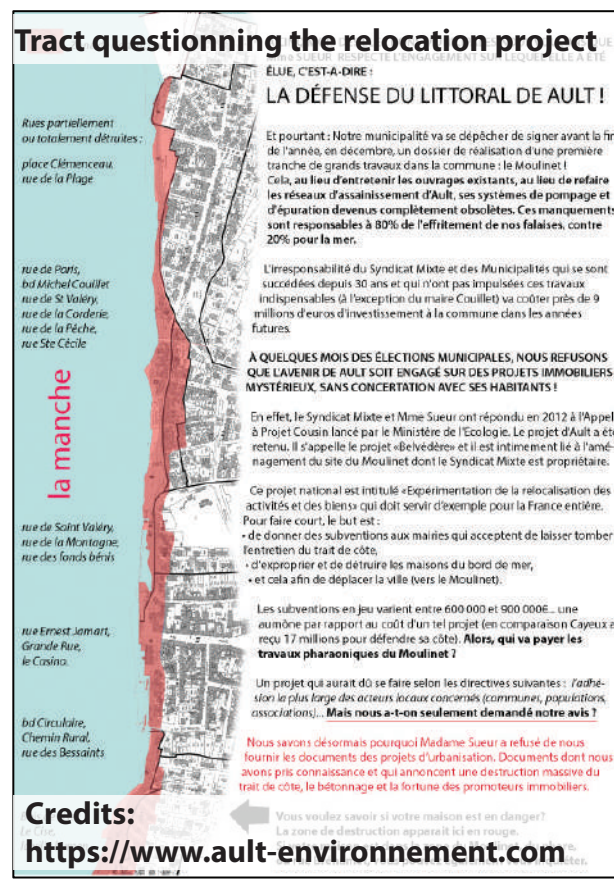 Tract questionning the relocation project
SUEUR RESPECTE L'ENGAGEMENT SUR LEQUEL ELLE A ÉTÉ
ÉLUE, C'EST-A-DIRE :
LA DÉFENSE DU LITTORAL DE AULT !
Rues partiellement
ou totalement détruites :
place Clémenceau,
rue de la Plage
rue de Paris,
bd Michel Couillet
rue de St Valéry,
rue de la Corderie,
rue de la Pêche,
rue Ste Cécile
la manche
rue de Saint Valéry,
rue de la Montagne,
rue des fonds bénis
rue Ernest Jamart,
Grande Rue,
le Casino.
bd Circulaire,
Chemin Rural,
rue des Bessaints
Et pourtant : Notre municipalité va se dépêcher de signer avant la fin
de l'année, en décembre, un dossier de réalisation d'une première
tranche de grands travaux dans la commune : le Moulinet !
Cela, au lieu d'entretenir les ouvrages existants, au lieu de refaire
les réseaux d'assainissement d'Ault, ses systèmes de pompage et
d'épuration devenus complètement obsolètes. Ces manquements
sont responsables à 80% de l'effritement de nos falaises, contre
20% pour la mer.
L'irresponsabilité du Syndicat Mixte et des Municipalités qui se sont
succédées depuis 30 ans et qui n'ont pas impulsées ces travaux
indispensables (à l'exception du maire Couillet) va coûter près de 9
millions d'euros d'investissement à la commune dans les années
futures.
À QUELQUES MOIS DES ÉLECTIONS MUNICIPALES, NOUS REFUSONS
QUE L'AVENIR DE AULT SOIT ENGAGÉ SUR DES PROJETS IMMOBILIERS
MYSTÉRIEUX, SANS CONCERTATION AVEC SES HABITANTS !
En effet, le Syndicat Mixte et Mme Sueur ont répondu en 2012 à l'Appel
à Projet Cousin lancé par le Ministère de l'Ecologie. Le projet d'Ault a été
retenu. Il s'appelle le projet «Belvédère» et il est intimement lié à l'amé-
nagement du site du Moulinet dont le Syndicat Mixte est propriétaire.
Ce projet national est intitulé «Expérimentation de la relocalisation des
activités et des biens» qui doit servir d'exemple pour la France entière.
Pour faire court, le but est :
• de donner des subventions aux mairies qui acceptent de laisser tomber
l'entretien du trait de côte,
• d'exproprier et de détruire les maisons du bord de mer,
• et cela afin de déplacer la ville (vers le Moulinet).
Les subventions en jeu varient entre 600 000 et 900 000€... une
aumône par rapport au coût d'un tel projet (en comparaison Cayeux a
reçu 17 millions pour défendre sa côte). Alors, qui va payer les
travaux pharaoniques du Moulinet ?
Un projet qui aurait dû se faire selon les directives suivantes : l'adhé-
sion la plus large des acteurs locaux concernés (communes, populations,
associations)... Mais nous a-t-on seulement demandé notre avis ?
Nous savons désormais pourquoi Madame Sueur a refusé de nous
fournir les documents des projets d'urbanisation. Documents dont nous
avons pris connaissance et qui annoncent une destruction massive du
trait de côte, le bétonnage et la fortune des promoteurs immobiliers.
Vous voulez savoir si votre maison est en danger?
La zone de destruction apparait ici en rouge.
Credits:
https://www.ault-environnement.com